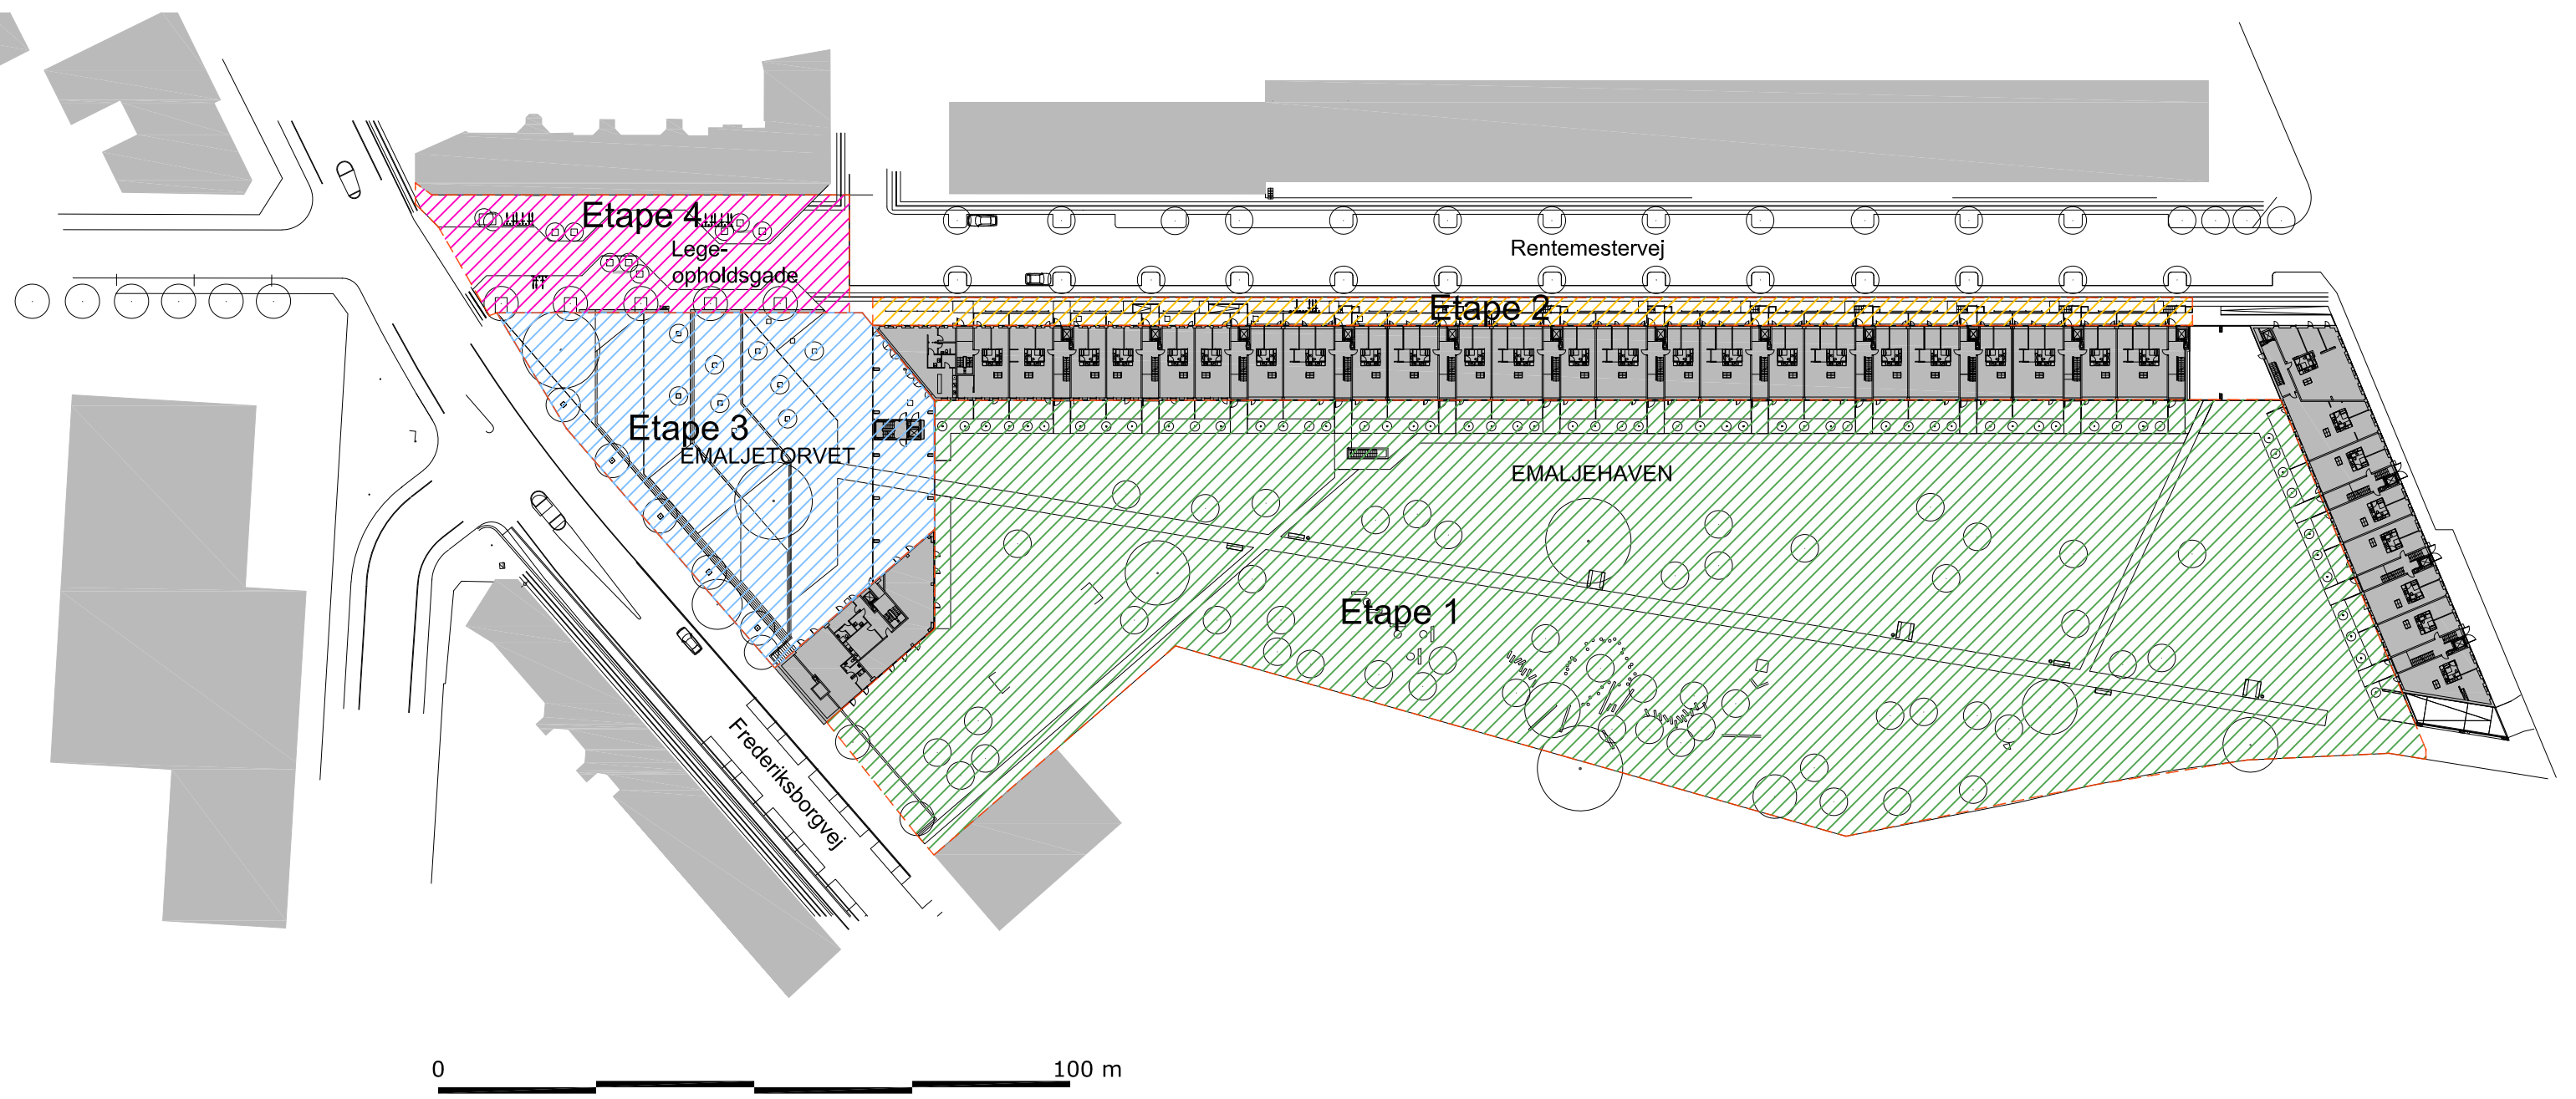 Etape 4
Lege-
opholdsgade
Rentemestervej
Etape 2
Etape 3
EMALJETORVET
EMALJEHAVEN
Etape 1
Frederiksborgvej
0
100 m